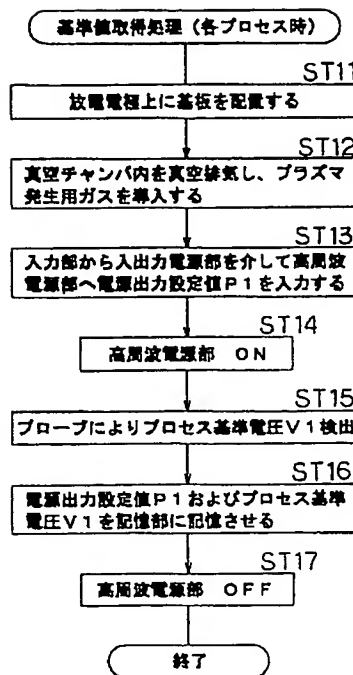 基準値取得処理(各プロセス時)
ST11
放電電極上に基板を配置する
ST12
真空チャンバ内を真空排気し、プラズマ
発生用ガスを導入する
ST13
入力部から入出力電源部を介して高周波
電源部へ電源出力設定値P1を入力する
ST14
高周波電源部 ON
ST15
プローブによりプロセス基準電圧V1検出
ST16
電源出力設定値P1およびプロセス基準
電圧V1を記憶部に記憶させる
ST17
高周波電源部 OFF
終了